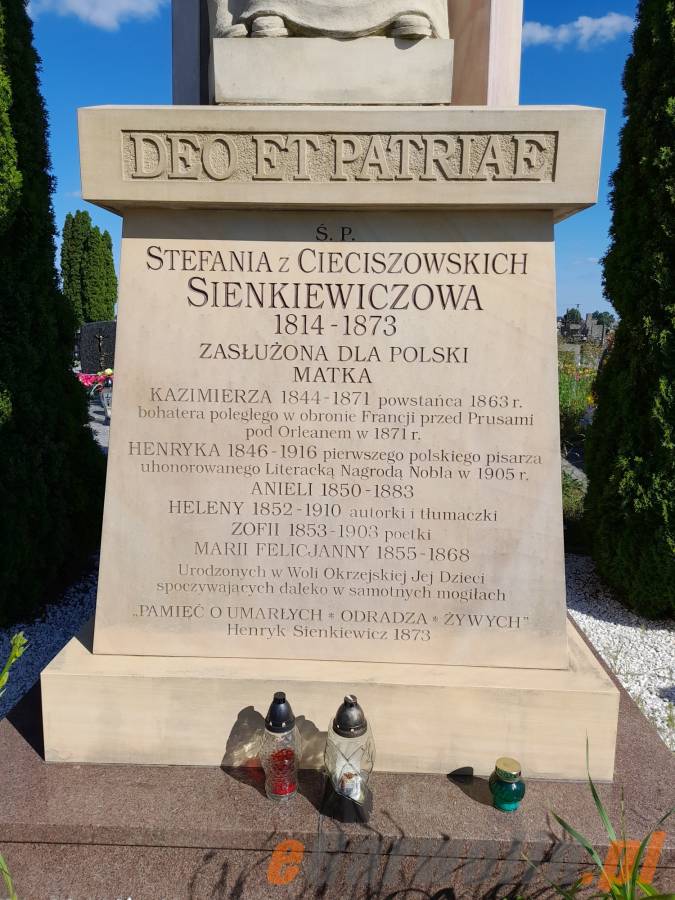 DEO ET PATRIAE
Ś. P.
STEFANIA Z CIECISZOWSKICH
SIENKIEWICZOWA
1814-1873
ZASŁUŻONA DLA POLSKI
MATKA
KAZIMIERZA 1844-1871 powstańca 1863 r.
bohatera poległego w obronie Francji przed Prusami
pod Orleanem w 1871 r.
HENRYKA 1846-1916 pierwszego polskiego pisarza
uhonorowanego Literacką Nagrodą Nobla w 1905 r.
ANIELI 1850-1883
HELENY 1852-1910 autorki i tłumaczki
ZOFII 1853-1903 poetki
MARII FELICJANNY 1855-1868
Urodzonych w Woli Okrzejskiej Jej Dzieci
spoczywających daleko w samotnych mogiłach
„PAMIĘĆ O UMARŁYCH * ODRADZA * ŻYWYCH"
Henryk Sienkiewicz 1873